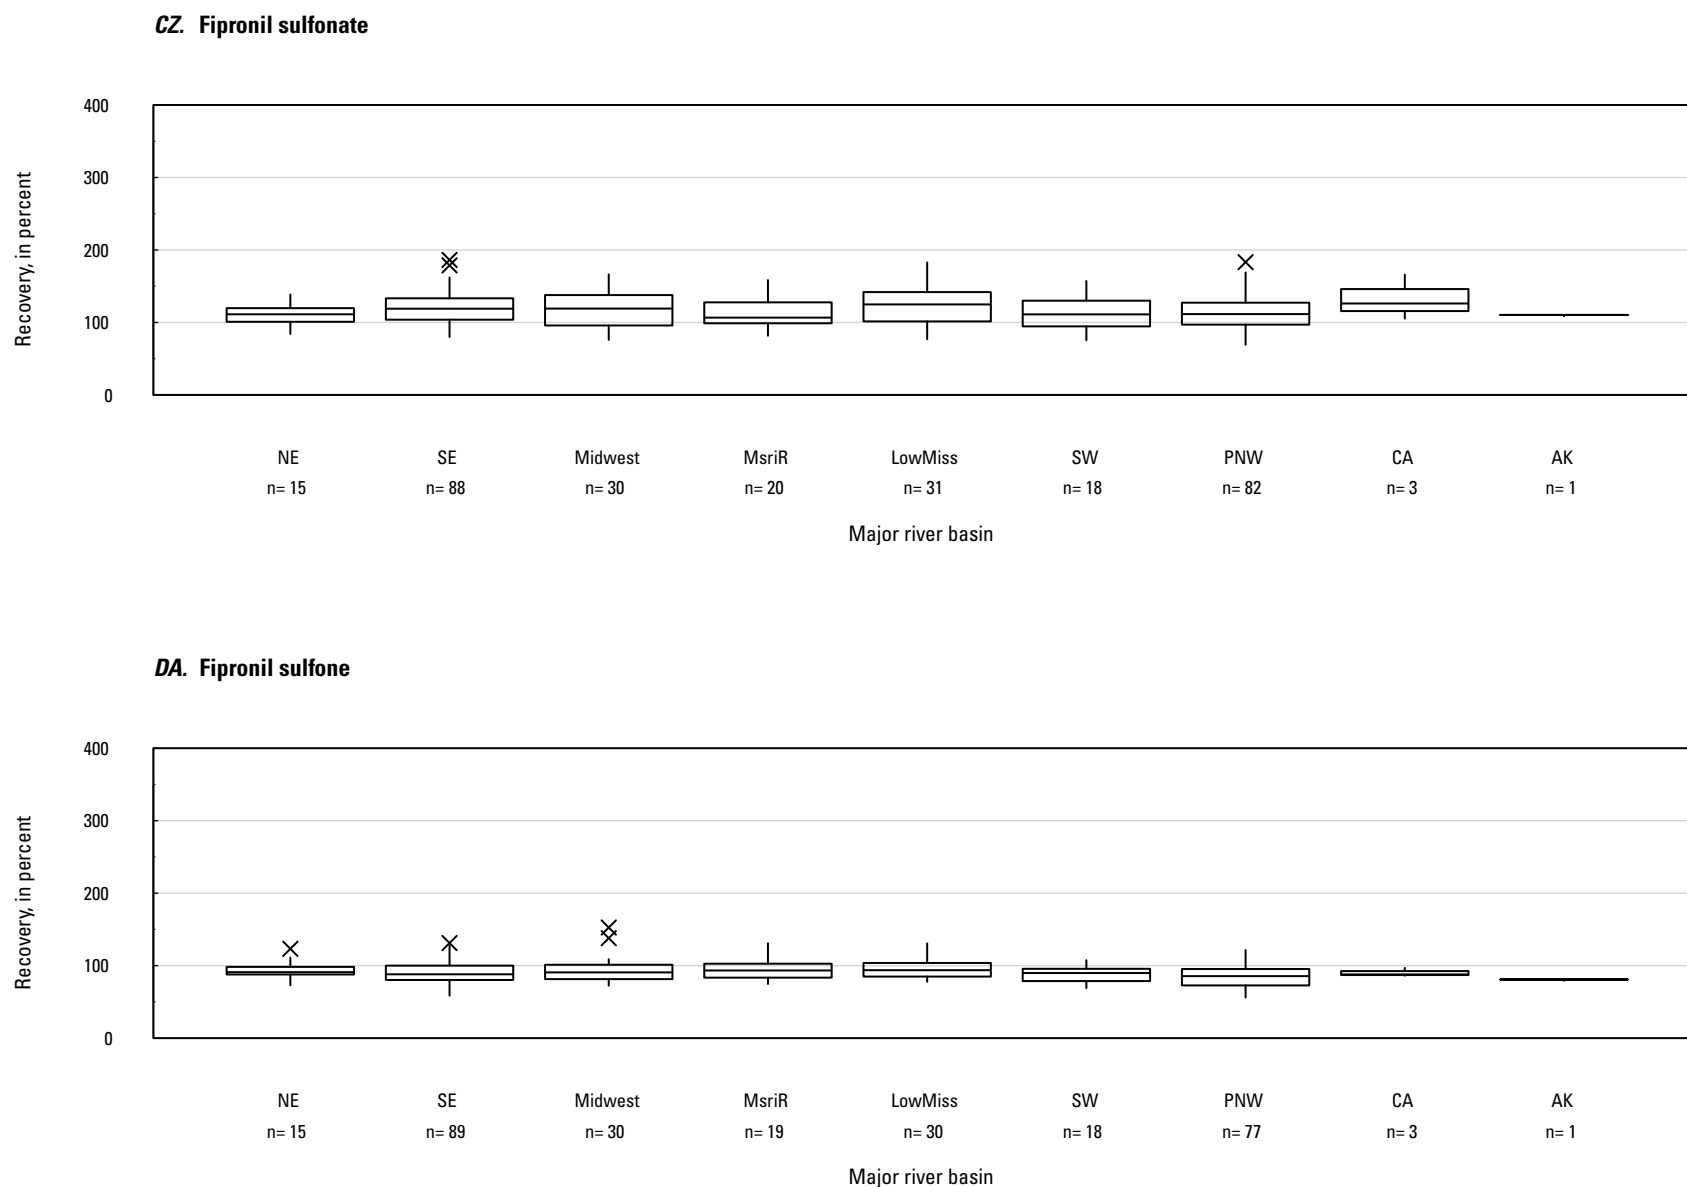 CZ. Fipronil sulfonate
400
300
200
100
0
Recovery, in percent
NE SE Midwest MsriR LowMiss SW PNW CA AK
n= 15 n= 88 n= 30 n= 20 n= 31 n= 18 n= 82 n= 3 n= 1
Major river basin
DA. Fipronil sulfone
400
300
200
100
0
Recovery, in percent
NE SE Midwest MsriR LowMiss SW PNW CA AK
n= 15 n= 89 n= 30 n= 19 n= 30 n= 18 n= 77 n= 3 n= 1
Major river basin